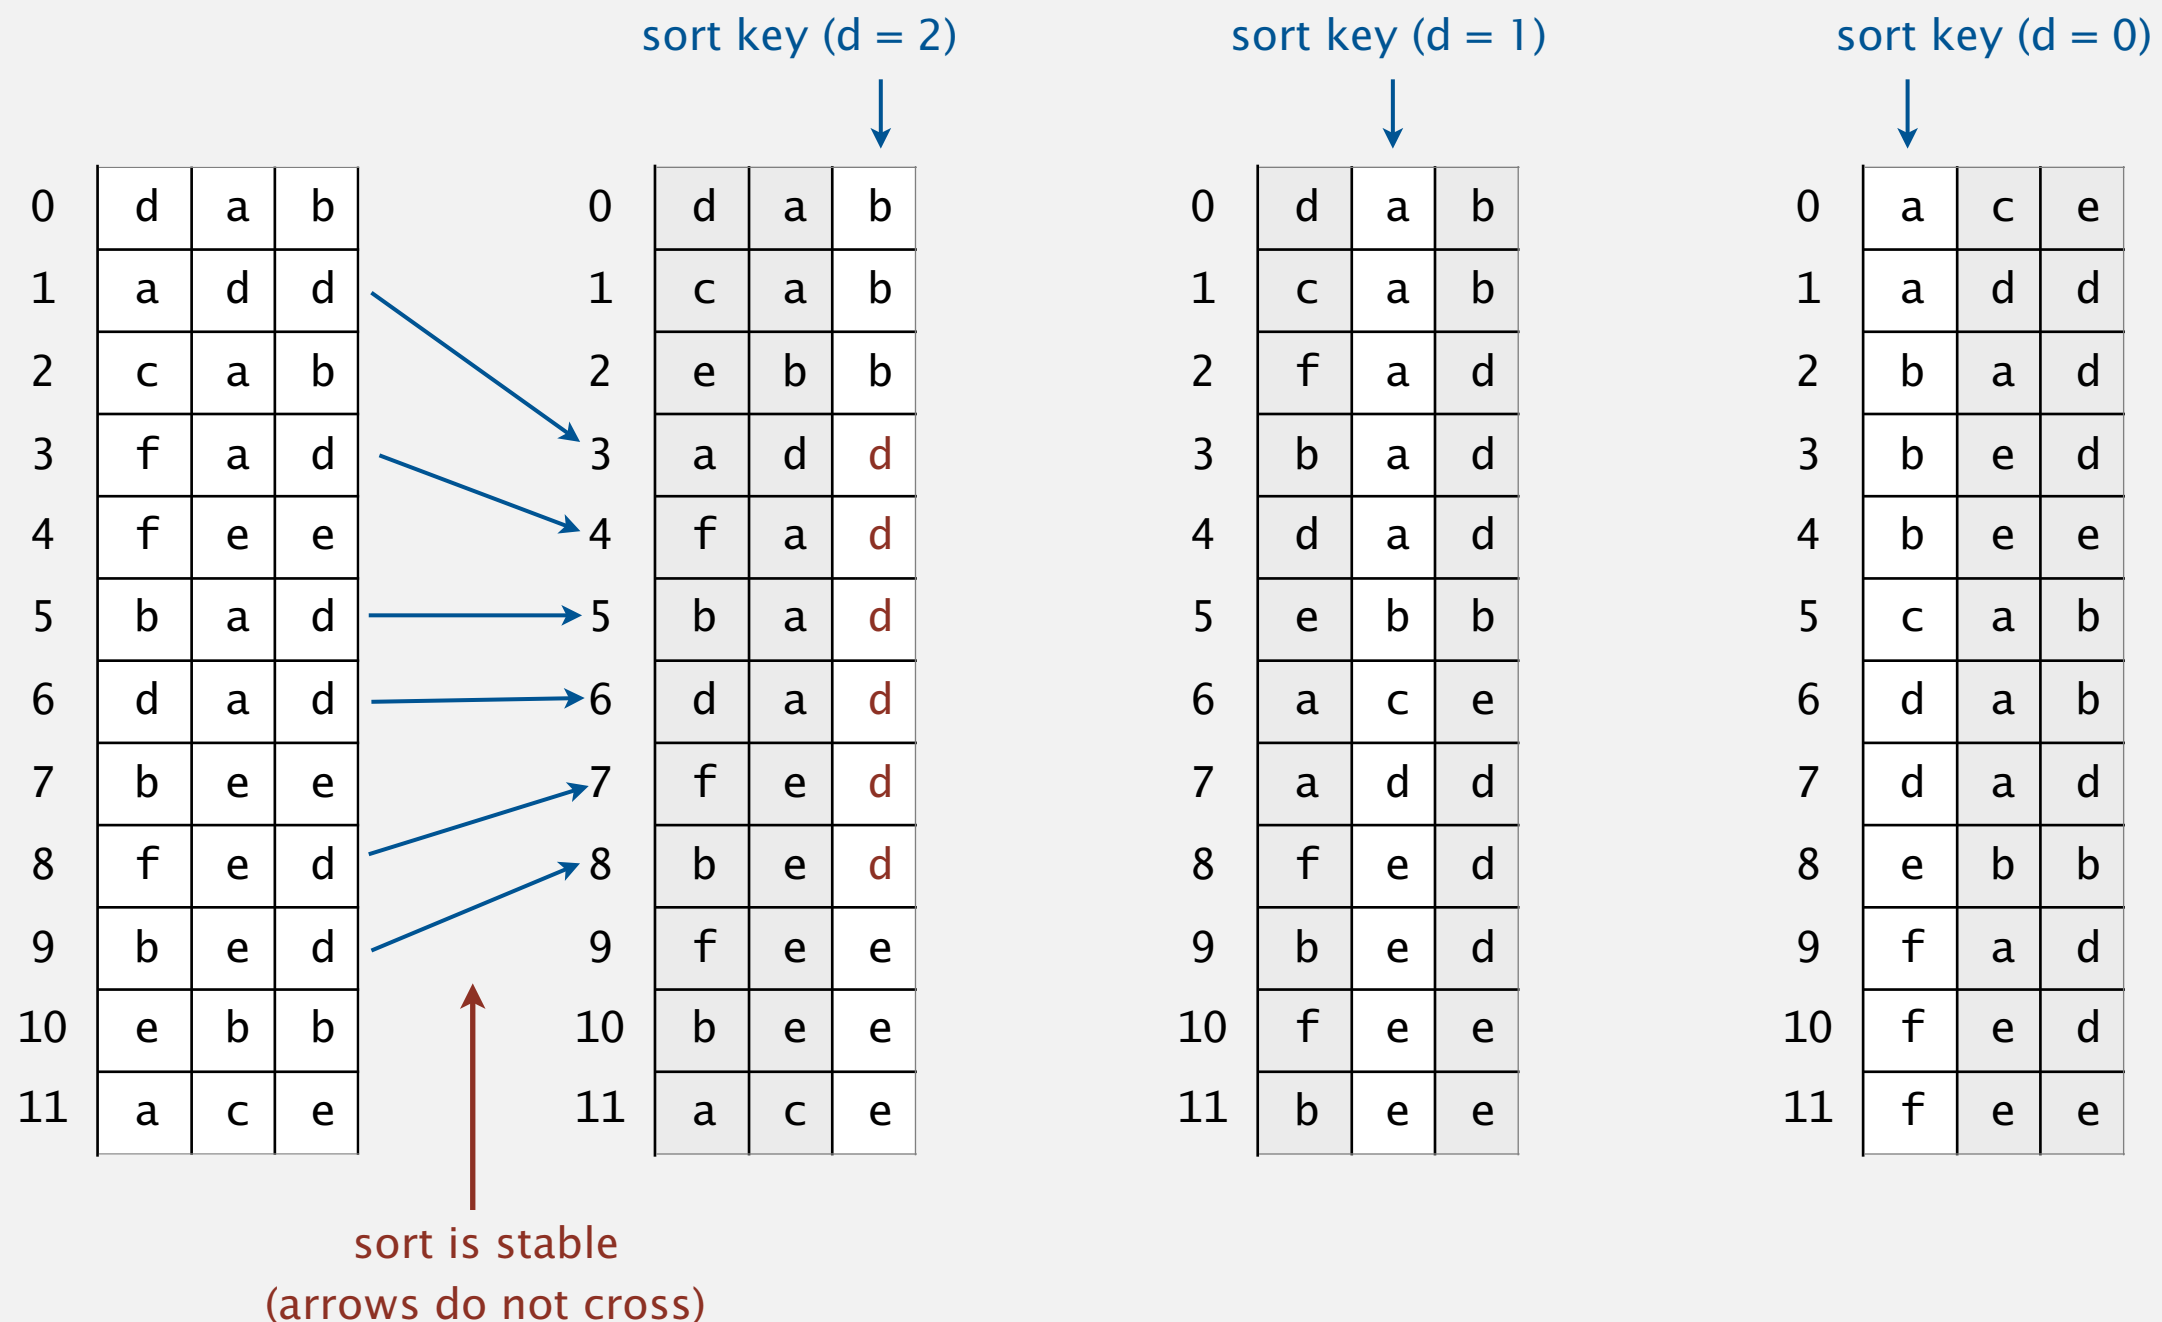 sort key (d = 2) sort key (d = 1) sort key (d = 0)
0 d a b 0 d a b 0 d a b 0 a c e
1 a d d 1 c a b 1 c a b 1 a d d
2 c a b 2 e b b 2 f a d 2 b a d
3 f a d 3 a d d 3 b a d 3 b e d
4 f e e 4 f a d 4 d a d 4 b e e
5 b a d 5 b a d 5 e b b 5 c a b
6 d a d 6 d a d 6 a c e 6 d a b
7 b e e 7 f e d 7 a d d 7 d a d
8 f e d 8 b e d 8 f e d 8 e b b
9 b e d 9 f e e 9 b e d 9 f a d
10 e b b 10 b e e 10 f e e 10 f e d
11 a c e 11 a c e 11 b e e 11 f e e
sort is stable
(arrows do not cross)